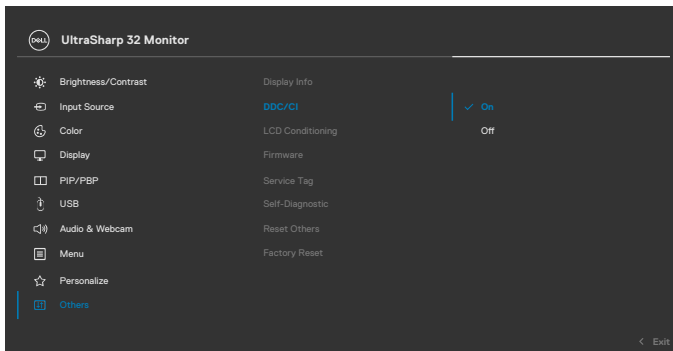 DELL UltraSharp 32 Monitor
Brightness/Contrast Display Info
Input Source DDC/CI On
Color LCD Conditioning Off
Display Firmware
PIP/PBP Service Tag
USB Self-Diagnostic
Audio & Webcam Reset Others
Menu Factory Reset
Personalize
Others
Exit